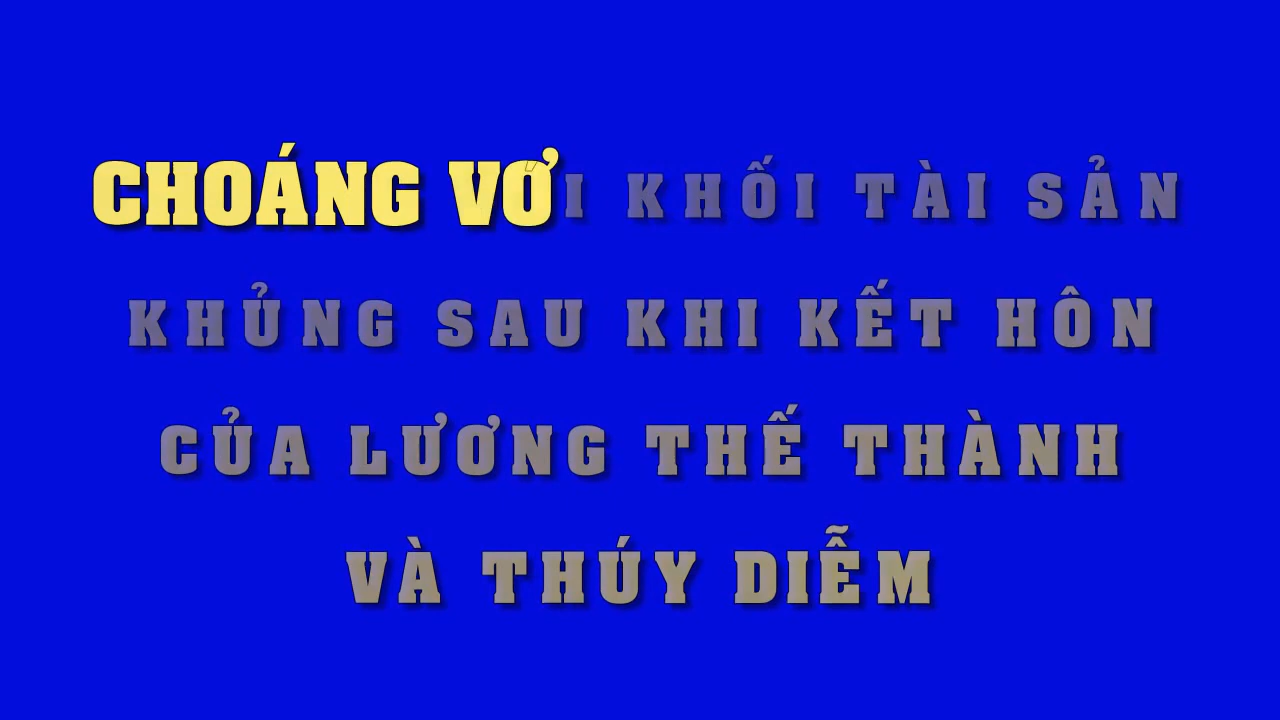 CHOÁNG VỚI KHỐI TÀI SẢN
KHỦNG SAU KHI KẾT HÔN
CỦA LƯƠNG THẾ THÀNH
VÀ THÚY DIỄM